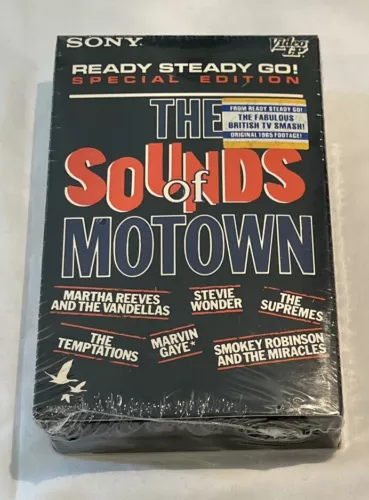 SONY.
Video LP
READY STEADY GO!
SPECIAL EDITION
THE
FROM READY STEADY GO!
THE FABULOUS
BRITISH TV SMASH!
ORIGINAL 1965 FOOTAGE!
SOUNDS
of
MOTOWN
MARTHA REEVES
AND THE VANDELLAS
STEVIE
WONDER
THE
SUPREMES
THE
TEMPTATIONS
MARVIN
GAYE*
SMOKEY ROBINSON
AND THE MIRACLES